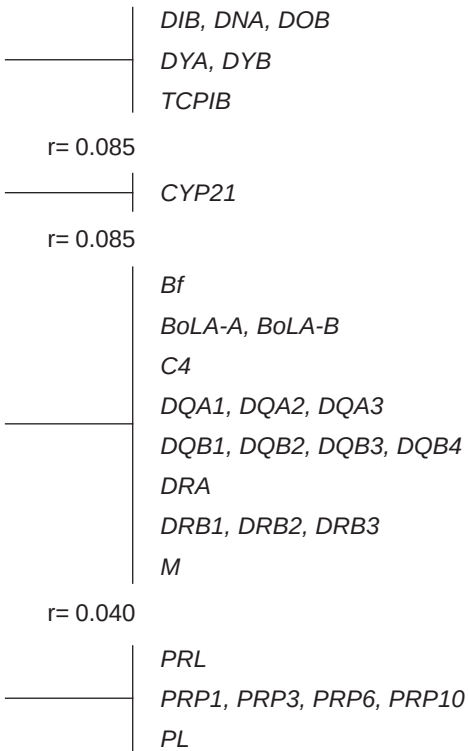 DIB, DNA, DOB
DYA, DYB
TCPIB
r= 0.085
CYP21
r= 0.085
Bf
BoLA-A, BoLA-B
C4
DQA1, DQA2, DQA3
DQB1, DQB2, DQB3, DQB4
DRA
DRB1, DRB2, DRB3
M
r= 0.040
PRL
PRP1, PRP3, PRP6, PRP10
PL